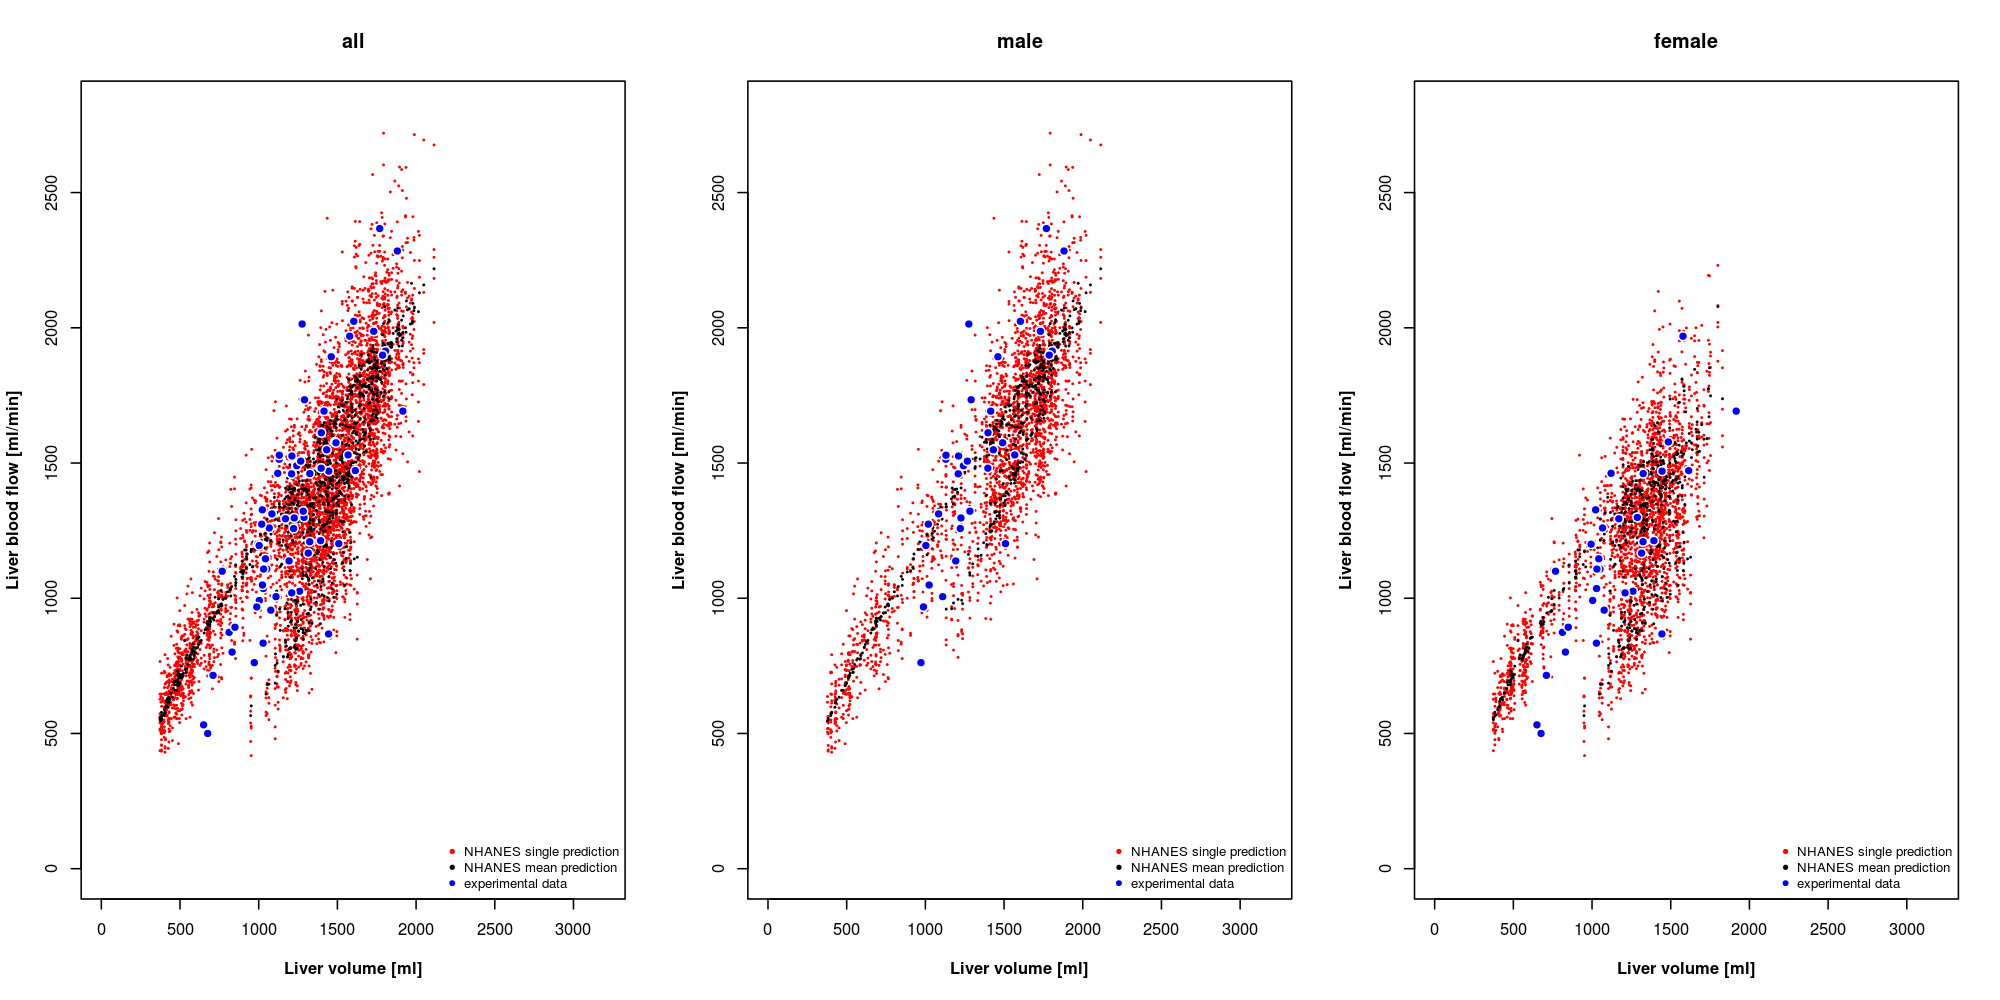 all
Liver blood flow [ml/min]
2500
2000
1500
1000
500
0
NHANES single prediction
NHANES mean prediction
experimental data
0 500 1000 1500 2000 2500 3000
Liver volume [ml]
male
Liver blood flow [ml/min]
2500
2000
1500
1000
500
0
NHANES single prediction
NHANES mean prediction
experimental data
0 500 1000 1500 2000 2500 3000
Liver volume [ml]
female
Liver blood flow [ml/min]
2500
2000
1500
1000
500
0
NHANES single prediction
NHANES mean prediction
experimental data
0 500 1000 1500 2000 2500 3000
Liver volume [ml]